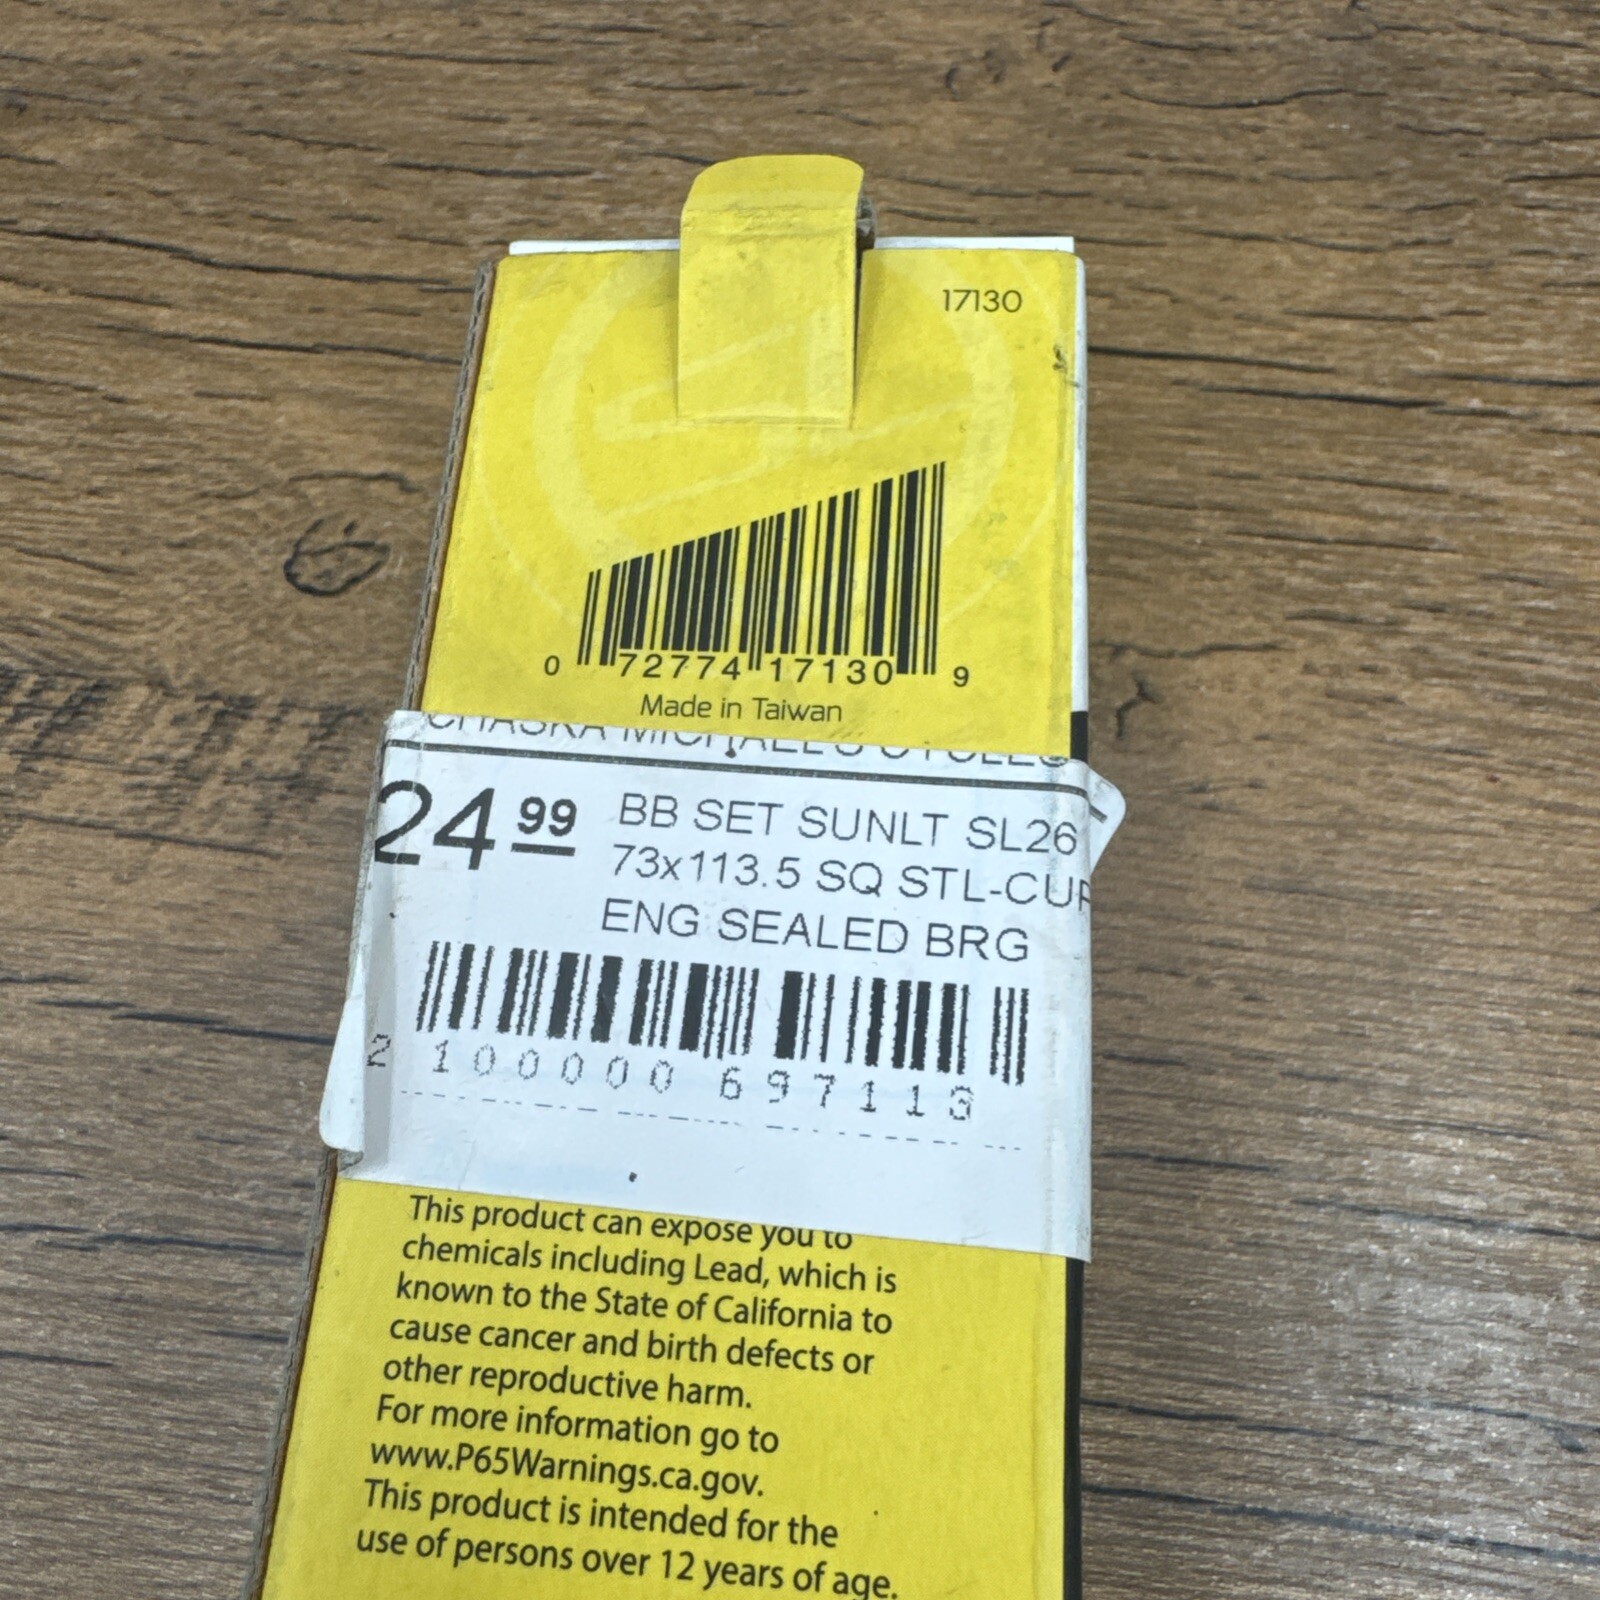 17130
0 72774 17130 9
Made in Taiwan
CHASKA MICHAEL'S CYCLES
24 99
BB SET SUNLT SL26
73x113.5 SQ STL-CUP
ENG SEALED BRG
2 100000 697113
This product can expose you to
chemicals including Lead, which is
known to the State of California to
cause cancer and birth defects or
other reproductive harm.
For more information go to
www.P65Warnings.ca.gov.
This product is intended for the
use of persons over 12 years of age.